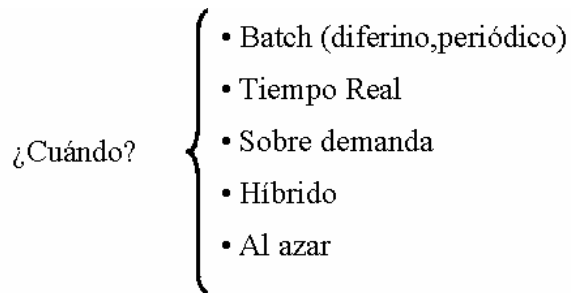 ¿Cuándo?
• Batch (diferino,periódico)
• Tiempo Real
• Sobre demanda
• Híbrido
• Al azar